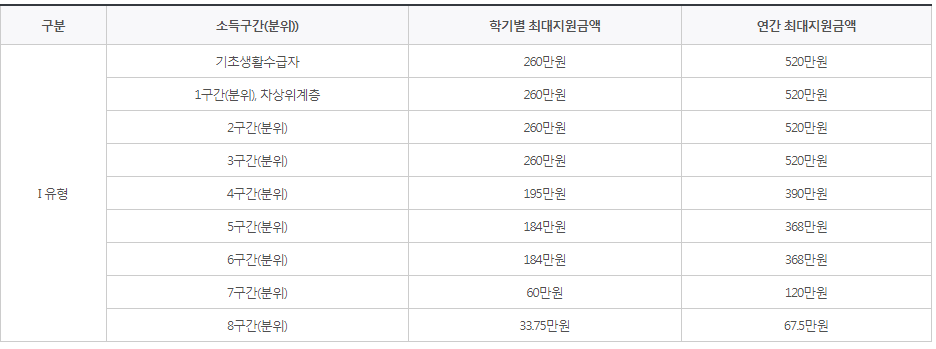 구분 소득구간(분위)) 학기별 최대지원금액 연간 최대지원금액
기초생활수급자 260만원 520만원
1구간(분위), 차상위계층 260만원 520만원
2구간(분위) 260만원 520만원
3구간(분위) 260만원 520만원
I 유형 4구간(분위) 195만원 390만원
5구간(분위) 184만원 368만원
6구간(분위) 184만원 368만원
7구간(분위) 60만원 120만원
8구간(분위) 33.75만원 67.5만원